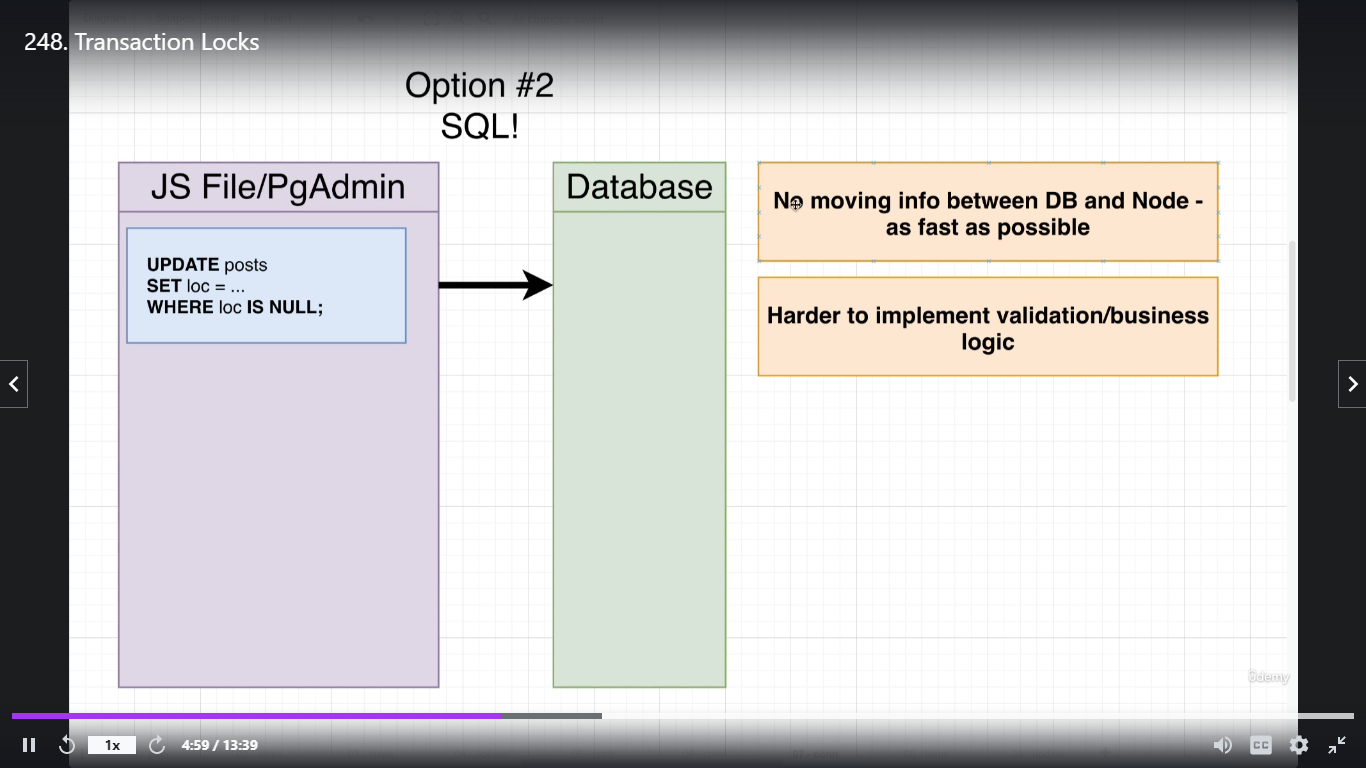 248. Transaction Locks
Option #2
SQL!
JS File/PgAdmin
UPDATE posts
SET loc = ...
WHERE loc IS NULL;
Database
No moving info between DB and Node -
as fast as possible
Harder to implement validation/business
logic
ûdemy
1x
4:59 / 13:39
CC